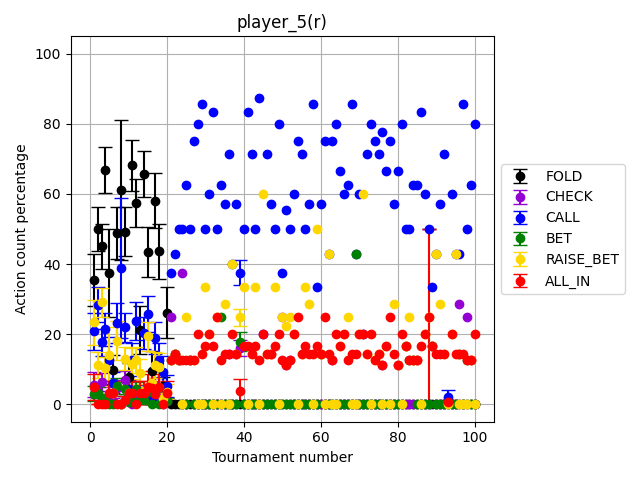 player_5(r)
Action count percentage
100
80
60
40
20
0
0 20 40 60 80 100
Tournament number
FOLD
CHECK
CALL
BET
RAISE_BET
ALL_IN